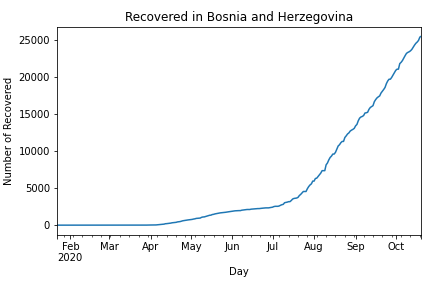 Recovered in Bosnia and Herzegovina
25000
20000
15000
10000
5000
0
Number of Recovered
Feb Mar Apr May Jun Jul Aug Sep Oct
2020
Day